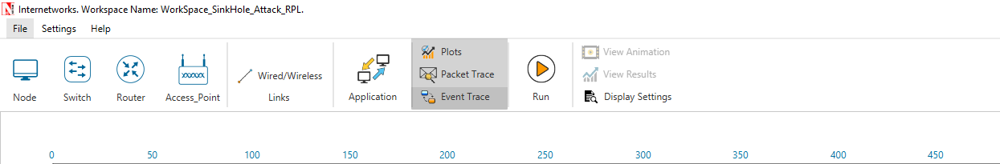 Internetworks. Workspace Name: WorkSpace_SinkHole_Attack_RPL.
File Settings Help
Plots View Animation
Wired/Wireless Packet Trace View Results
Node Switch Router Access_Point Links Application Event Trace Run Display Settings
0 50 100 150 200 250 300 350 400 450